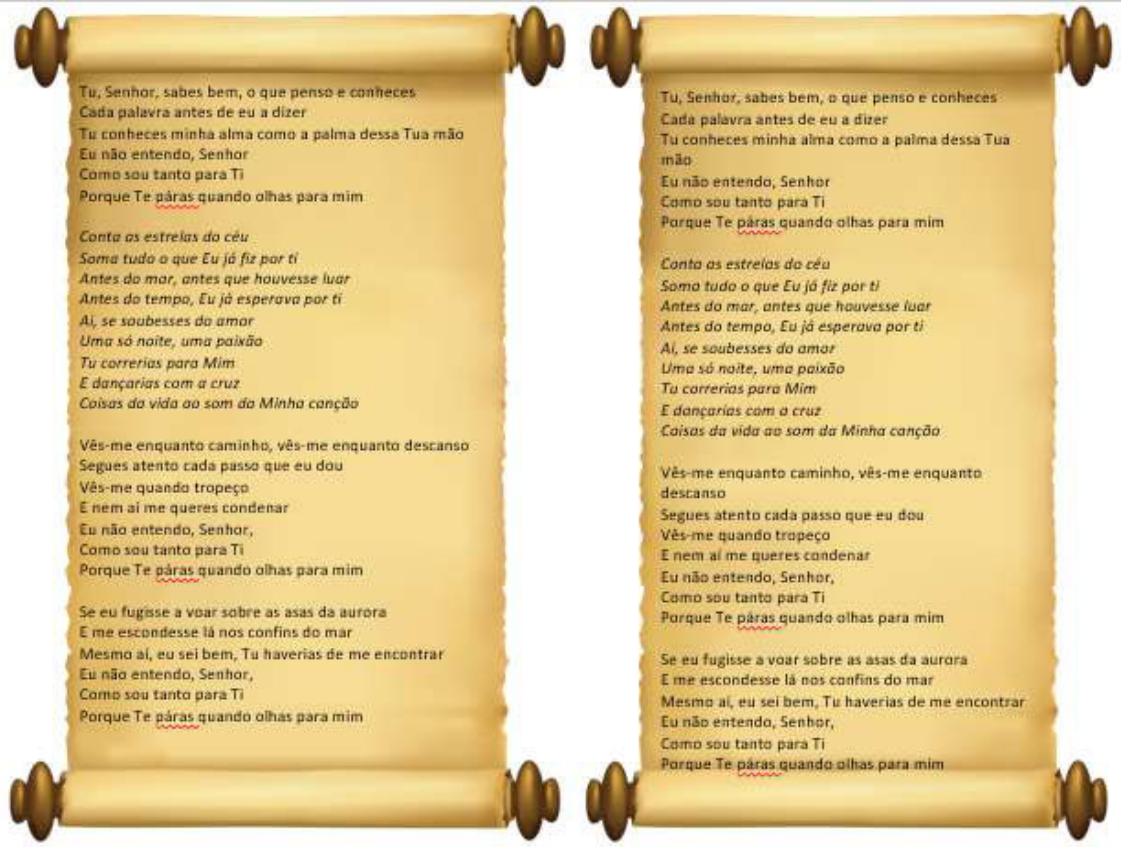 Tu, Senhor, sabes bem, o que penso e conheces
Cada palavra antes de eu a dizer
Tu conheces minha alma como a palma dessa Tua mão
Eu não entendo, Senhor
Como sou tanto para Ti
Porque Te páras quando olhas para mim

Conta as estrelas do céu
Soma tudo o que Eu já fiz por ti
Antes do mar, antes que houvesse luar
Antes do tempo, Eu já esperava por ti
Ai, se soubesses do amor
Uma só noite, uma paixão
Tu correrias para Mim
E dançarias com a cruz
Coisas da vida ao som da Minha canção

Vês-me enquanto caminho, vês-me enquanto descanso
Segues atento cada passo que eu dou
Vês-me quando tropeço
E nem aí me queres condenar
Eu não entendo, Senhor,
Como sou tanto para Ti
Porque Te páras quando olhas para mim

Se eu fugisse a voar sobre as asas da aurora
E me escondesse lá nos confins do mar
Mesmo aí, eu sei bem, Tu haverias de me encontrar
Eu não entendo, Senhor,
Como sou tanto para Ti
Porque Te páras quando olhas para mim

Tu, Senhor, sabes bem, o que penso e conheces
Cada palavra antes de eu a dizer
Tu conheces minha alma como a palma dessa Tua
mão
Eu não entendo, Senhor
Como sou tanto para Ti
Porque Te páras quando olhas para mim

Conta as estrelas do céu
Soma tudo o que Eu já fiz por ti
Antes do mar, antes que houvesse luar
Antes do tempo, Eu já esperava por ti
Ai, se soubesses do amor
Uma só noite, uma paixão
Tu correrias para Mim
E dançarias com a cruz
Coisas da vida ao som da Minha canção

Vês-me enquanto caminho, vês-me enquanto
descanso
Segues atento cada passo que eu dou
Vês-me quando tropeço
E nem aí me queres condenar
Eu não entendo, Senhor,
Como sou tanto para Ti
Porque Te páras quando olhas para mim

Se eu fugisse a voar sobre as asas da aurora
E me escondesse lá nos confins do mar
Mesmo aí, eu sei bem, Tu haverias de me encontrar
Eu não entendo, Senhor,
Como sou tanto para Ti
Porque Te páras quando olhas para mim